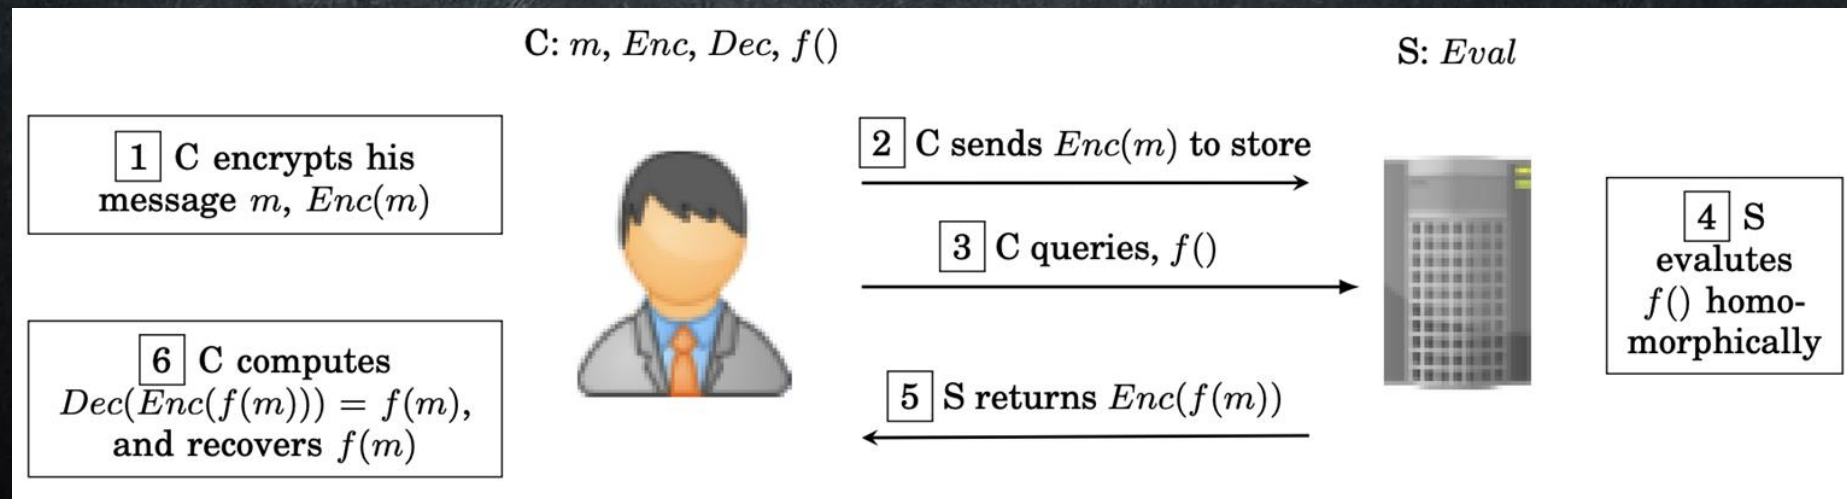 C: m, Enc, Dec, f()
S: Eval
1 C encrypts his
message m, Enc(m)
2 C sends Enc(m) to store
3 C queries, f()
4 S
evalutes
f() homo-
morphically
5 S returns Enc(f(m))
6 C computes
Dec(Enc(f(m))) = f(m),
and recovers f(m)